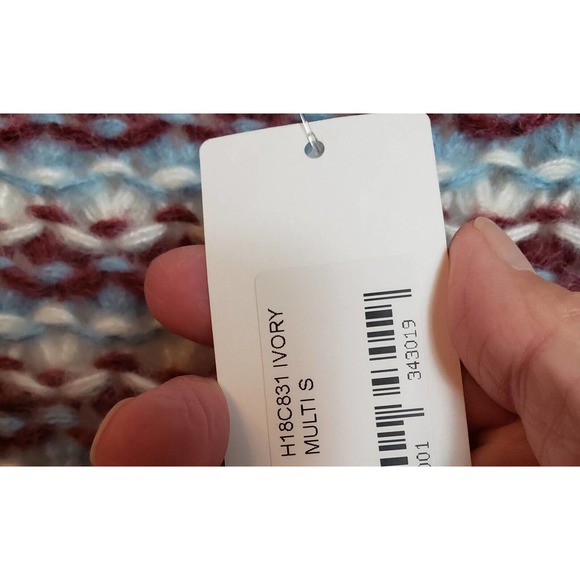 H18C831 IVORY
MULTI S
343019
001